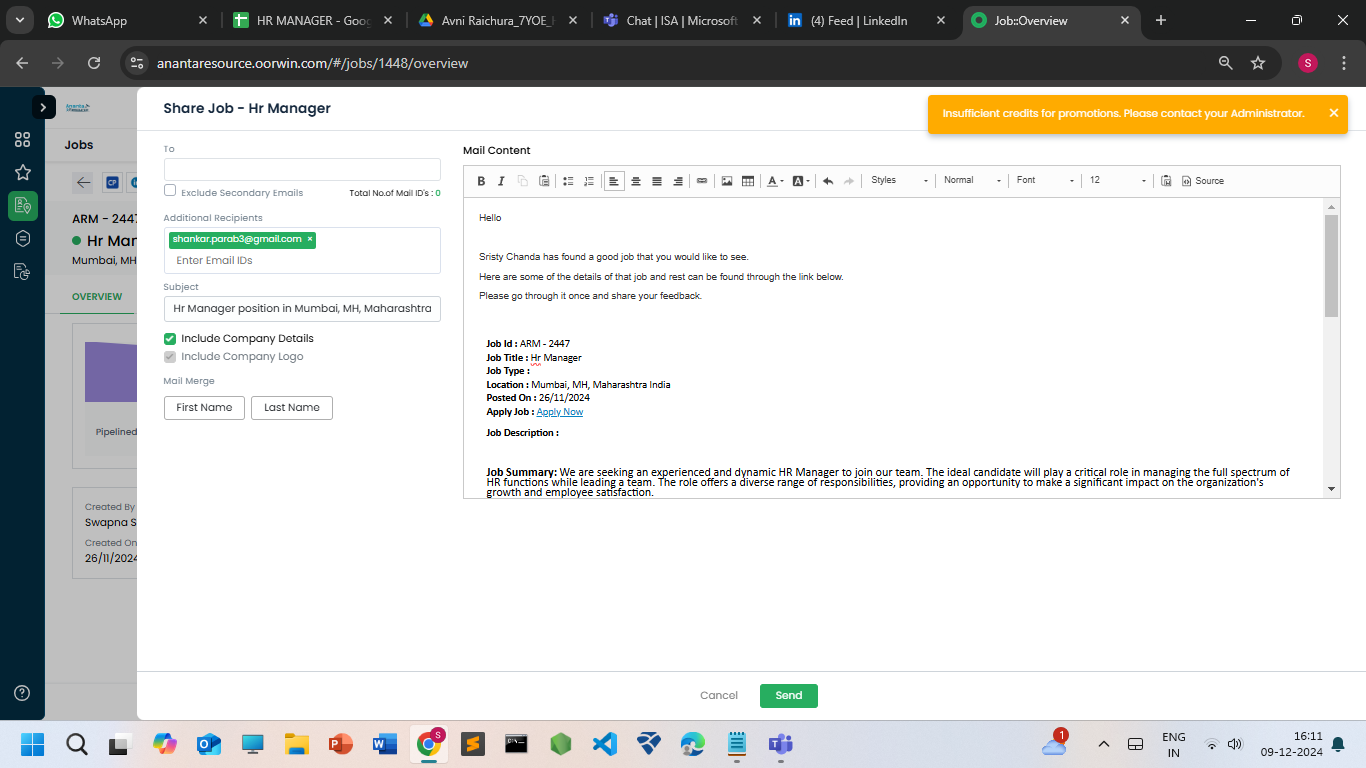 WhatsApp
HR MANAGER - Goog
Avni Raichura_7YOE_
Chat | ISA | Microsoft
(4) Feed | LinkedIn
Job::Overview
anantaresource.oorwin.com/#/jobs/1448/overview
S
Share Job - Hr Manager
Insufficient credits for promotions. Please contact your Administrator.
Jobs
To
Exclude Secondary Emails
Total No.of Mail ID's : 0
CP
ARM - 2447
Hr Man
Mumbai, MH
OVERVIEW
Pipelined
Created By
Swapna S
Created On
26/11/2024
Additional Recipients
shankar.parab3@gmail.com ×
Enter Email IDs
Subject
Hr Manager position in Mumbai, MH, Maharashtra
Include Company Details
Include Company Logo
Mail Merge
First Name
Last Name
Mail Content
B I Styles Normal Font 12 Source
Hello
Sristy Chanda has found a good job that you would like to see.
Here are some of the details of that job and rest can be found through the link below.
Please go through it once and share your feedback.
Job Id : ARM - 2447
Job Title : Hr Manager
Job Type :
Location : Mumbai, MH, Maharashtra India
Posted On : 26/11/2024
Apply Job : Apply Now
Job Description :
Job Summary: We are seeking an experienced and dynamic HR Manager to join our team. The ideal candidate will play a critical role in managing the full spectrum of
HR functions while leading a team. The role offers a diverse range of responsibilities, providing an opportunity to make a significant impact on the organization's
growth and employee satisfaction.
Cancel
Send
1
ENG
IN
16:11
09-12-2024